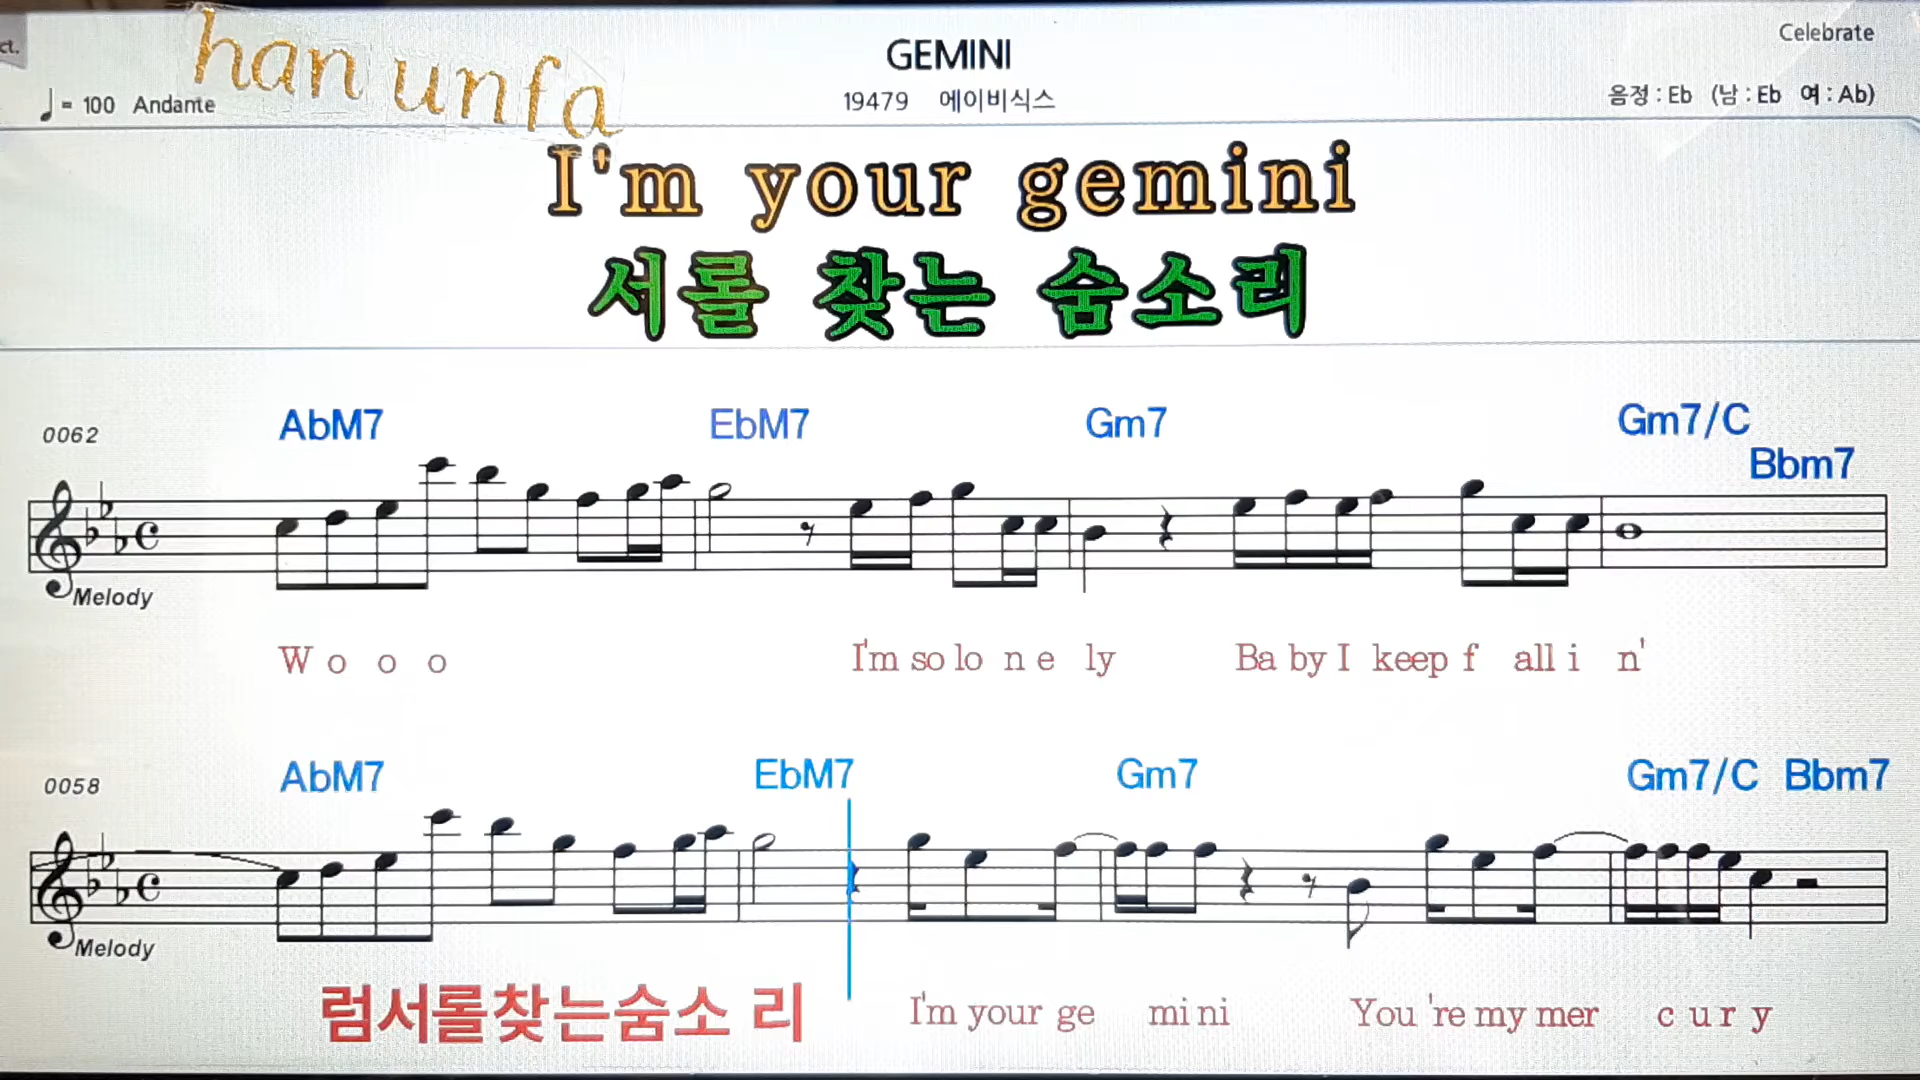 ct.
han unfa
GEMINI
Celebrate
= 100 Andante
19479 에이비식스
음정 : Eb (남 : Eb 여 : Ab)
I'm your gemini
서롤 찾는 숨소리
0062
AbM7 EbM7 Gm7 Gm7/C Bbm7
Melody
W o o o I'm so lo n e ly Ba by I keep f all i n'
0058
AbM7 EbM7 Gm7 Gm7/C Bbm7
Melody
럼서롤찾는숨소 리 I'm your ge mi ni You 're my mer c u r y